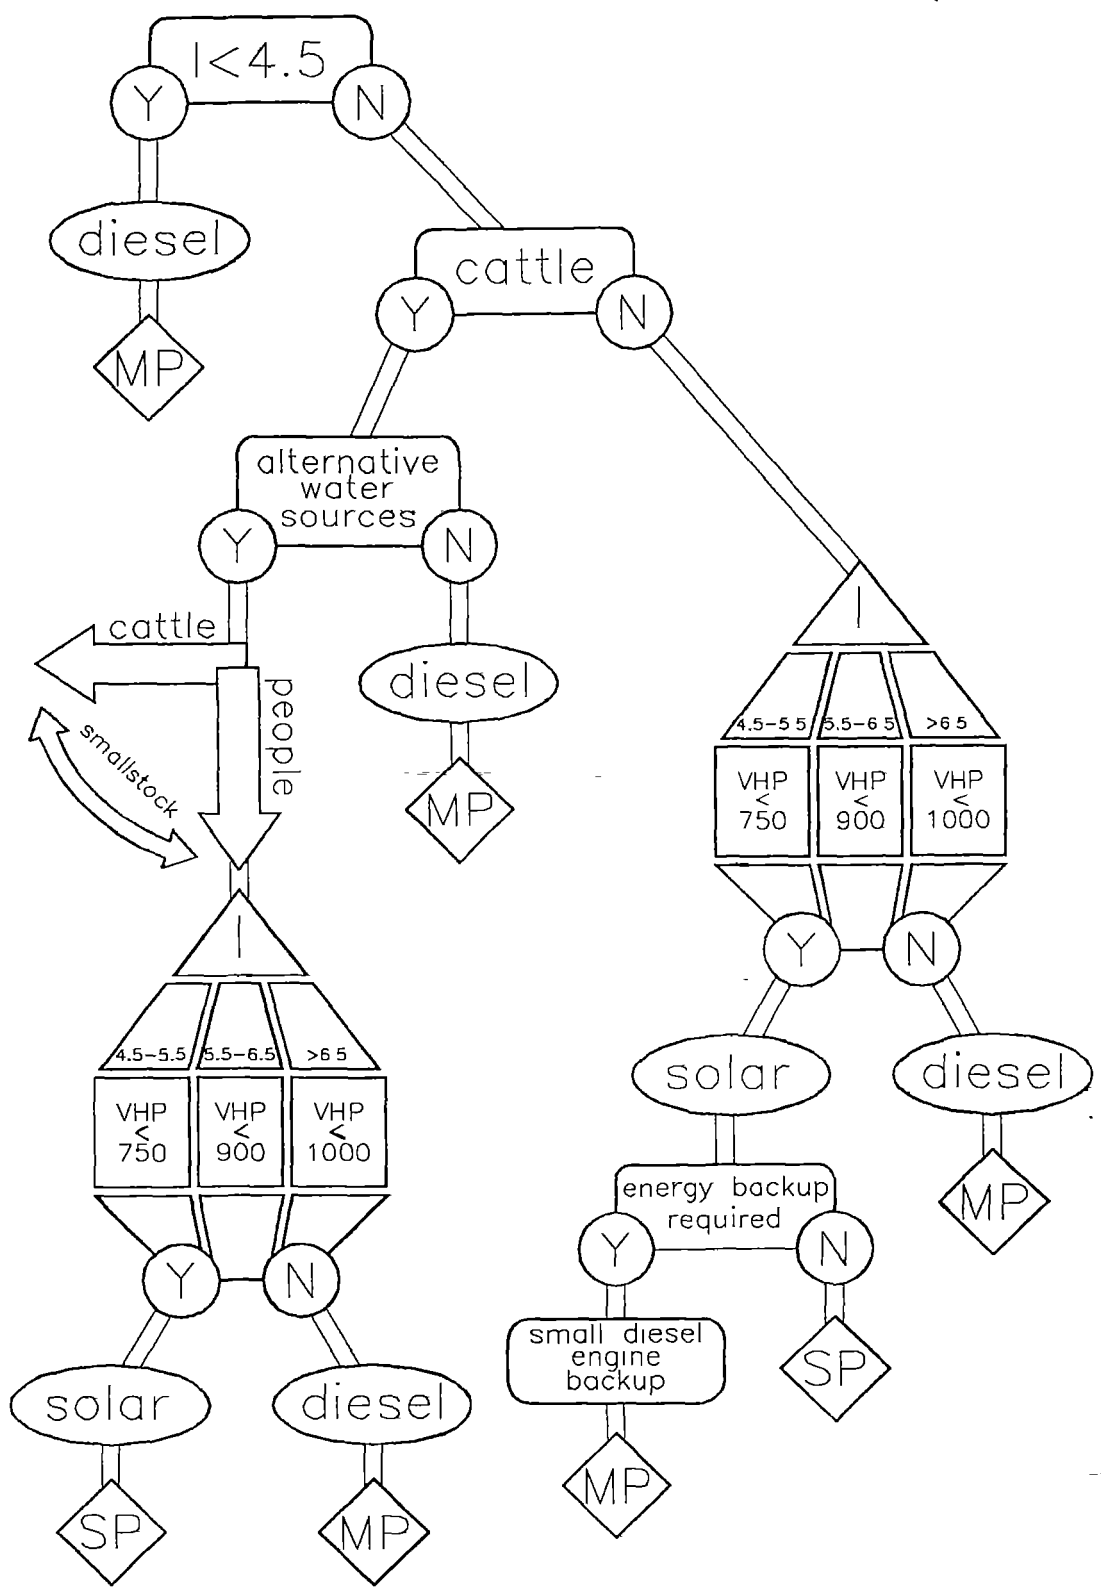 I<4.5
Y
N
diesel
cattle
Y
N
MP
alternative
water
sources
Y
N
I
cattle
diesel
people
smallstock
4.5-5 5
5.5-6 5
>6 5
VHP
<
750
VHP
<
900
VHP
<
1000
MP
I
Y
N
4.5-5.5
5.5-6.5
>6 5
solar
diesel
VHP
<
750
VHP
<
900
VHP
<
1000
energy backup
required
MP
Y
N
Y
N
small diesel
engine
backup
SP
solar
diesel
MP
SP
MP